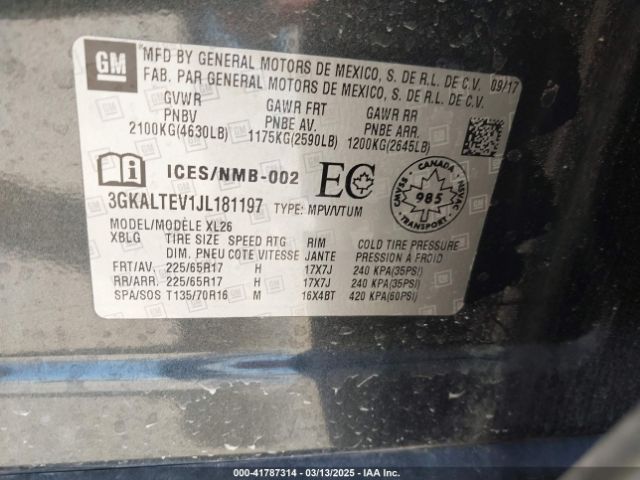 GM
MFD BY GENERAL MOTORS DE MEXICO, S. DE R.L. DE C.V. 09/17
FAB. PAR GENERAL MOTORS DE MEXICO, S. DE R.L. DE C.V.
GVWR GAWR FRT GAWR RR
PNBV PNBE AV. PNBE ARR.
2100KG(4630LB) 1175KG(2590LB) 1200KG(2645LB)
ICES/NMB-002 EC
CANADA
985
3GKALTEV1JL181197 TYPE: MPV/VTUM
MODEL/MODÈLE XL26
XBLG TIRE SIZE SPEED RTG RIM COLD TIRE PRESSURE
DIM. PNEU COTE VITESSE JANTE PRESSION À FROID
FRT/AV. 225/65R17 H 17X7J 240 KPA(35PSI)
RR/ARR. 225/65R17 H 17X7J 240 KPA(35PSI)
SPA/SOS T135/70R16 M 16X4BT 420 KPA(60PSI)
000-41787314 | 03/13/2025 - IAA Inc.